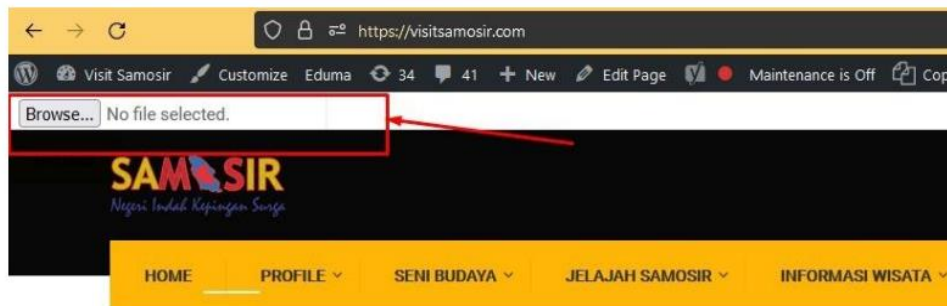 https://visitsamosir.com
Visit Samosir Customize Eduma 34 41 + New Edit Page Maintenance is Off Cop
Browse... No file selected.
SAMOSIR
Negeri Indah Kepingan Surga
HOME PROFILE SENI BUDAYA JELAJAH SAMOSIR INFORMASI WISATA